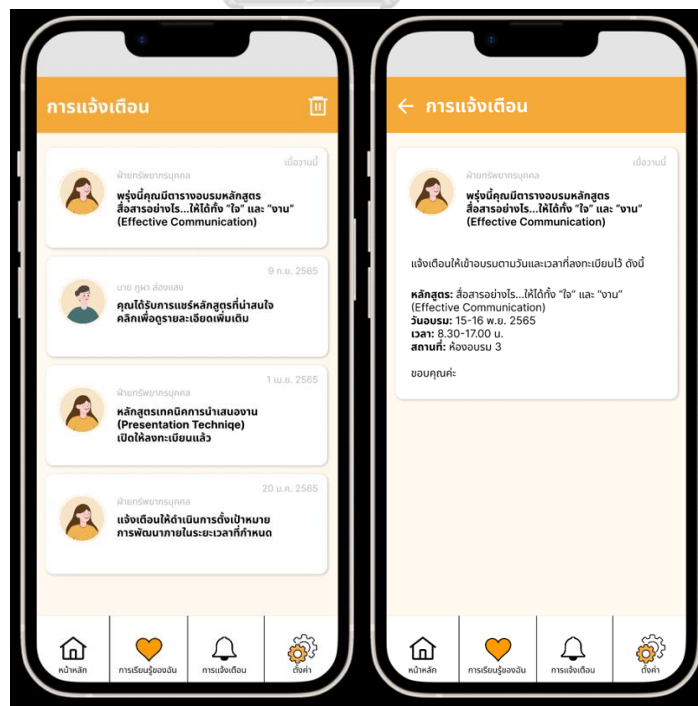 การแจ้งเตือน
เมื่อวานนี้
ฝ่ายทรัพยากรบุคคล
พรุ่งนี้คุณมีตารางอบรมหลักสูตร
สื่อสารอย่างไร...ให้ได้ทั้ง “ใจ” และ “งาน”
(Effective Communication)
9 ก.ย. 2565
นาย ภูผา ส่องแสง
คุณได้รับการแชร์หลักสูตรที่น่าสนใจ
คลิกเพื่อดูรายละเอียดเพิ่มเติม
1 เม.ย. 2565
ฝ่ายทรัพยากรบุคคล
หลักสูตรเทคนิคการนำเสนองาน
(Presentation Techniqe)
เปิดให้ลงทะเบียนแล้ว
20 ม.ค. 2565
ฝ่ายทรัพยากรบุคคล
แจ้งเตือนให้ดำเนินการตั้งเป้าหมาย
การพัฒนาภายในระยะเวลาที่กำหนด
หน้าหลัก
การเรียนรู้ของฉัน
การแจ้งเตือน
ตั้งค่า
การแจ้งเตือน
เมื่อวานนี้
ฝ่ายทรัพยากรบุคคล
พรุ่งนี้คุณมีตารางอบรมหลักสูตร
สื่อสารอย่างไร...ให้ได้ทั้ง “ใจ” และ “งาน”
(Effective Communication)
แจ้งเตือนให้เข้าอบรมตามวันและเวลาที่ลงทะเบียนไว้ ดังนี้
หลักสูตร: สื่อสารอย่างไร...ให้ได้ทั้ง “ใจ” และ “งาน”
(Effective Communication)
วันอบรม: 15-16 พ.ย. 2565
เวลา: 8.30-17.00 น.
สถานที่: ห้องอบรม 3
ขอบคุณค่ะ
หน้าหลัก
การเรียนรู้ของฉัน
การแจ้งเตือน
ตั้งค่า